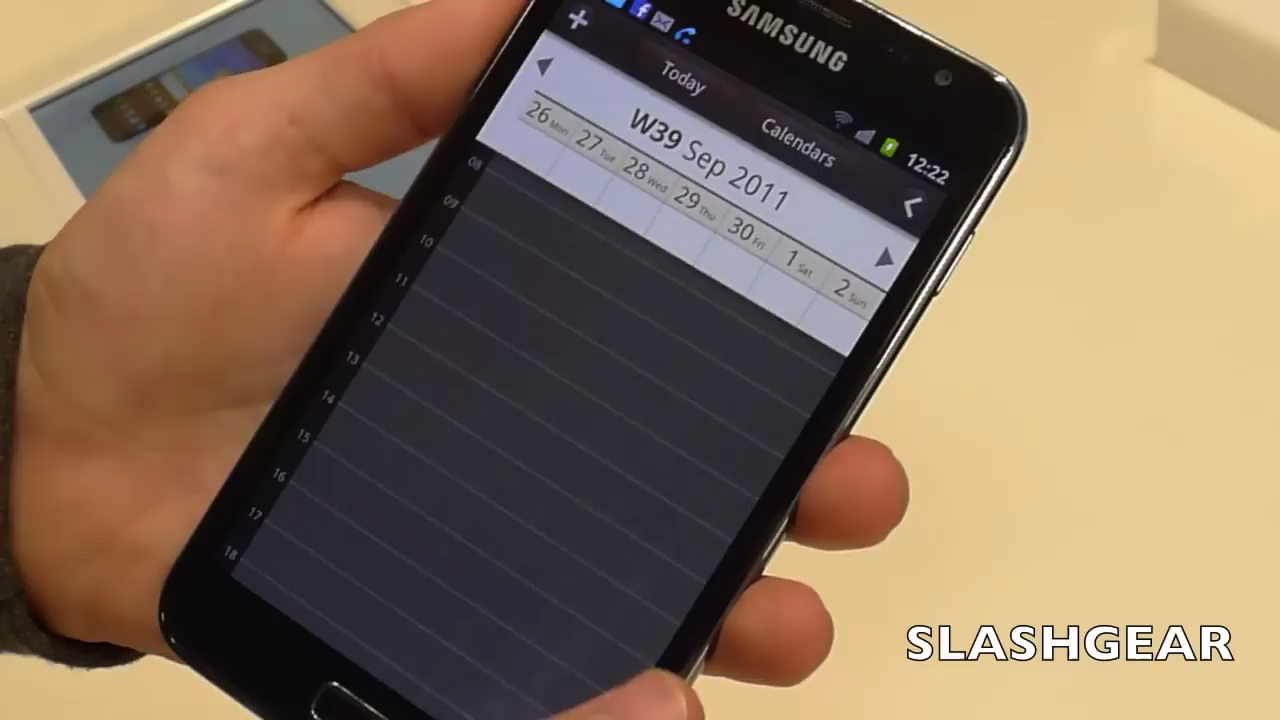 SAMSUNG
12:22
Today
Calendars
W39 Sep 2011
26 Mon 27 Tue 28 Wed 29 Thu 30 Fri 1 Sat 2 Sun
08
09
10
11
12
13
14
15
16
17
18
SLASHGEAR